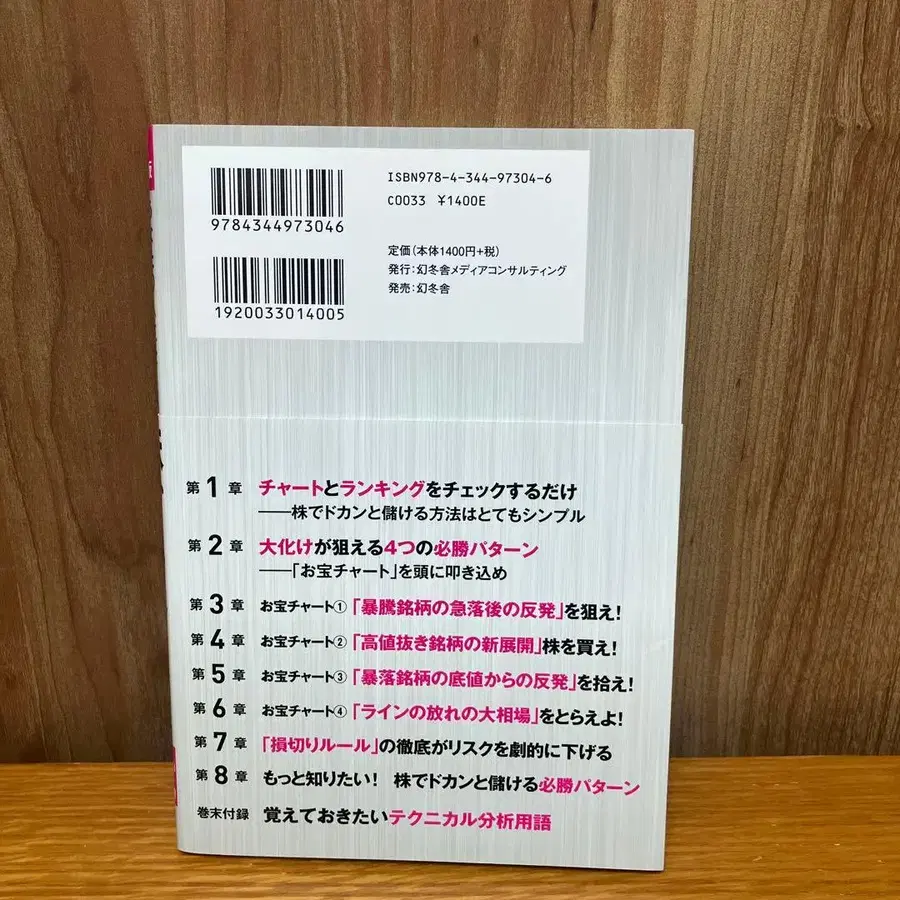 ISBN978-4-344-97304-6
C0033 ¥1400E
9784344973046
定価(本体1400円+税)
発行:幻冬舎メディアコンサルティング
発売:幻冬舎
1920033014005
第1章 チャートとランキングをチェックするだけ
――株でドカンと儲ける方法はとてもシンプル
第2章 大化けが狙える4つの必勝パターン
――「お宝チャート」を頭に叩き込め
第3章 お宝チャート①「暴騰銘柄の急落後の反発」を狙え!
第4章 お宝チャート②「高値抜き銘柄の新展開」株を買え!
第5章 お宝チャート③「暴落銘柄の底値からの反発」を拾え!
第6章 お宝チャート④「ラインの放れの大相場」をとらえよ!
第7章 「損切りルール」の徹底がリスクを劇的に下げる
第8章 もっと知りたい! 株でドカンと儲ける必勝パターン
巻末付録 覚えておきたいテクニカル分析用語